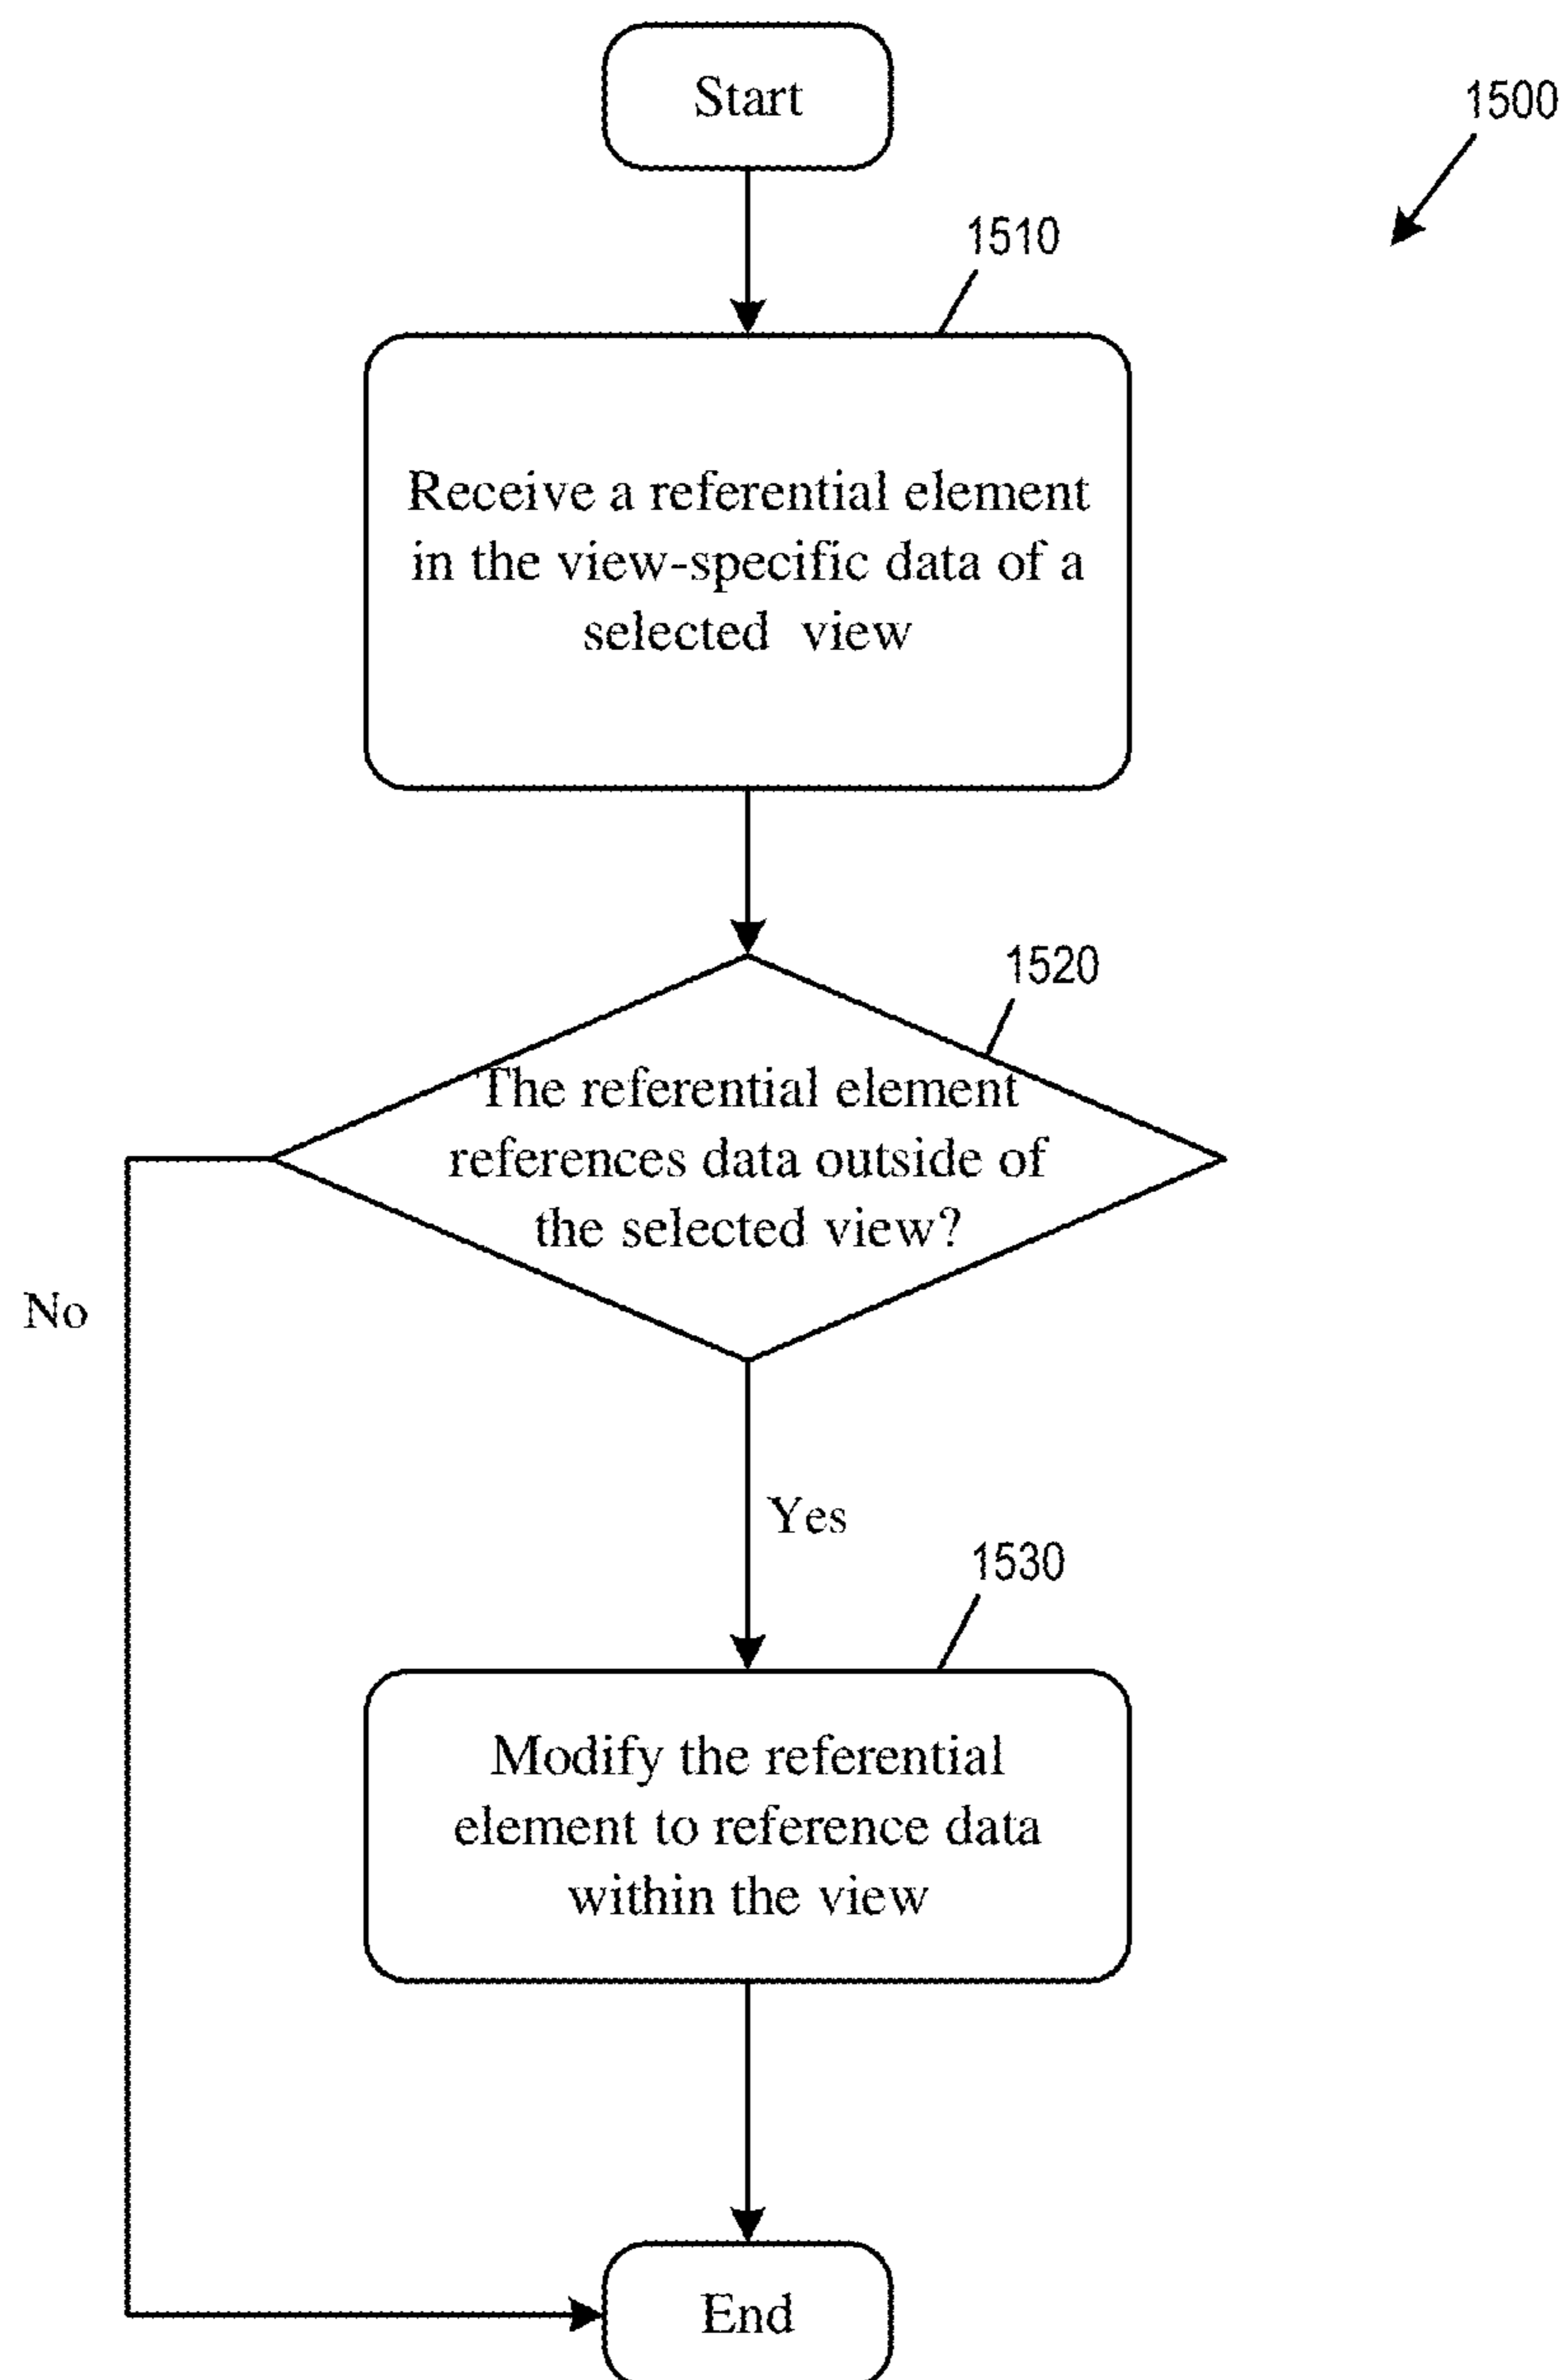 Start
1500
1510
Receive a referential element
in the view-specific data of a
selected view
1520
The referential element
references data outside of
the selected view?
No
Yes
1530
Modify the referential
element to reference data
within the view
End